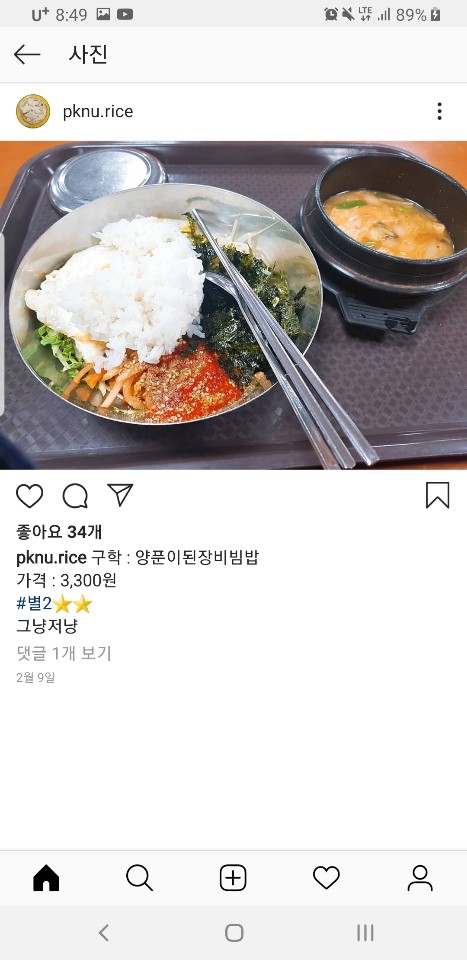 U+ 8:49 LTE 89%
사진
pknu.rice
좋아요 34개
pknu.rice 구학 : 양푼이된장비빔밥
가격 : 3,300원
#별2⭐⭐
그냥저냥
댓글 1개 보기
2월 9일